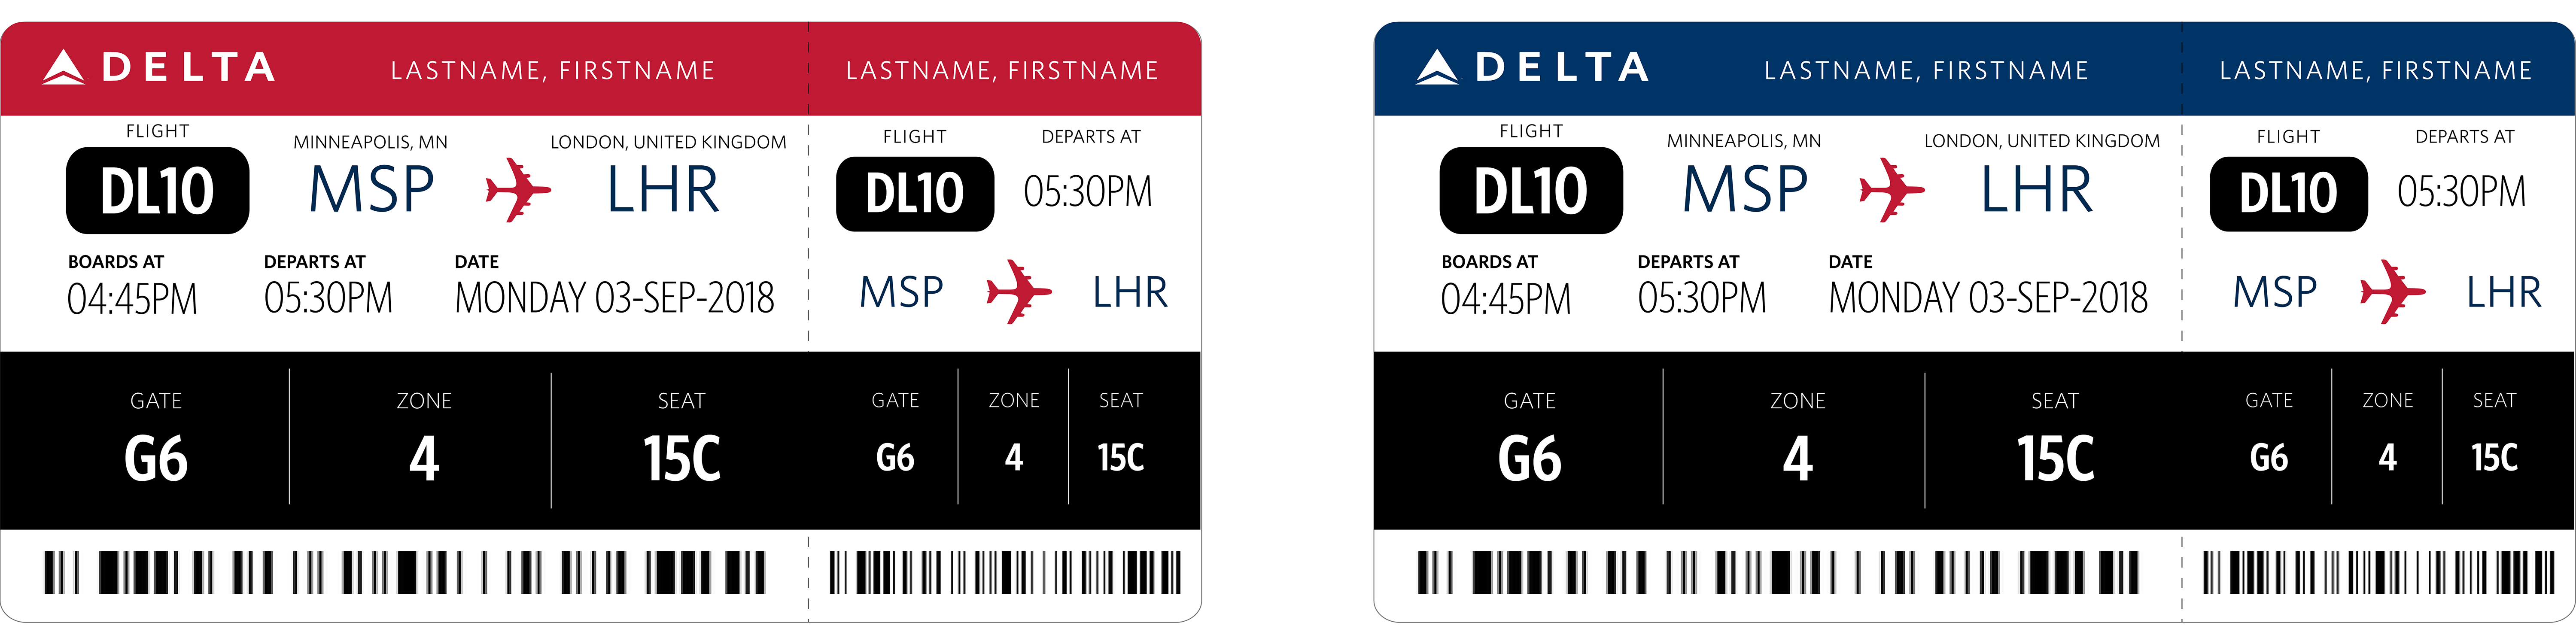 DELTA LASTNAME, FIRSTNAME LASTNAME, FIRSTNAME
FLIGHT MINNEAPOLIS, MN LONDON, UNITED KINGDOM FLIGHT DEPARTS AT
DL10 MSP LHR DL10 05:30PM
BOARDS AT DEPARTS AT DATE
04:45PM 05:30PM MONDAY 03-SEP-2018 MSP LHR
GATE ZONE SEAT GATE ZONE SEAT
G6 4 15C G6 4 15C
DELTA LASTNAME, FIRSTNAME LASTNAME, FIRSTNAME
FLIGHT MINNEAPOLIS, MN LONDON, UNITED KINGDOM FLIGHT DEPARTS AT
DL10 MSP LHR DL10 05:30PM
BOARDS AT DEPARTS AT DATE
04:45PM 05:30PM MONDAY 03-SEP-2018 MSP LHR
GATE ZONE SEAT GATE ZONE SEAT
G6 4 15C G6 4 15C